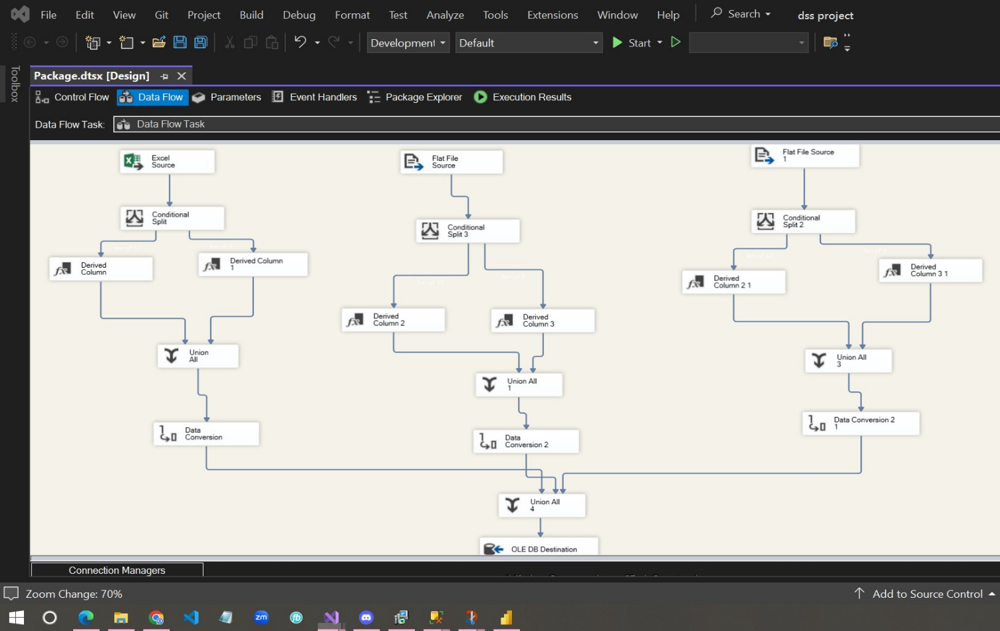 File Edit View Git Project Build Debug Format Test Analyze Tools Extensions Window Help Search dss project
Development Default Start
Toolbox
Package.dtsx [Design]
Control Flow Data Flow Parameters Event Handlers Package Explorer Execution Results
Data Flow Task: Data Flow Task
Excel
Source
Flat File
Source
Flat File Source
1
Conditional
Split
Conditional
Split 3
Conditional
Split 2
Derived
Column
Derived Column
1
Derived
Column 2 1
Derived
Column 3 1
Derived
Column 2
Derived
Column 3
Union
All
Union All
1
Union All
3
Data
Conversion
Data
Conversion 2
Data Conversion 2
1
Union All
4
OLE DB Destination
Connection Managers
Zoom Change: 70% Add to Source Control
zm
fb